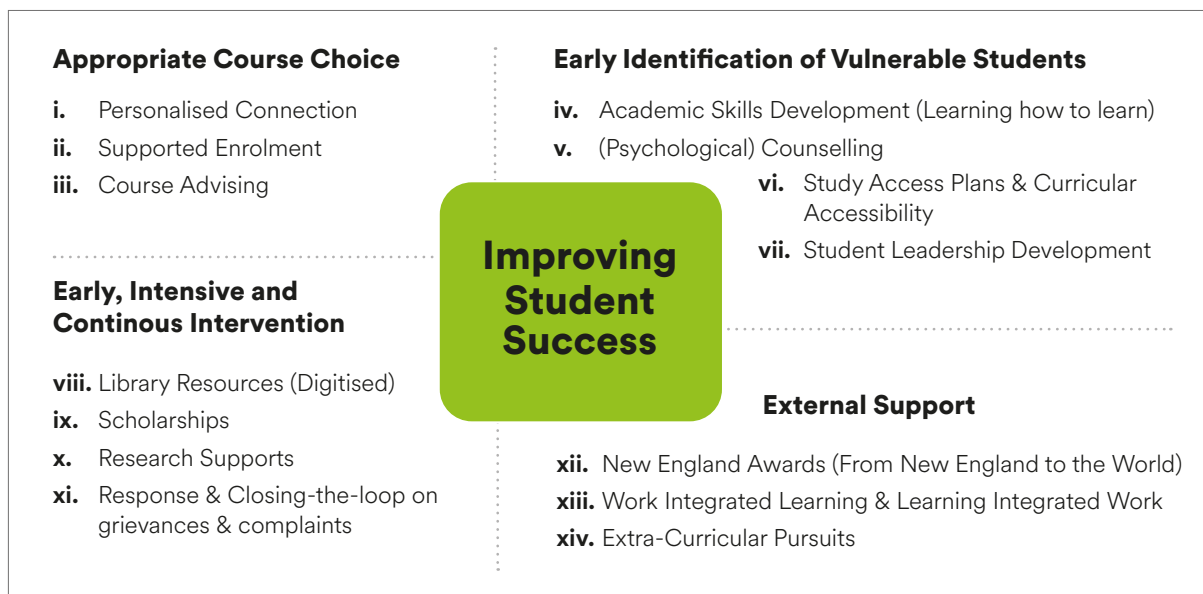 Appropriate Course Choice
i. Personalised Connection
ii. Supported Enrolment
iii. Course Advising
Early Identification of Vulnerable Students
iv. Academic Skills Development (Learning how to learn)
v. (Psychological) Counselling
vi. Study Access Plans & Curricular
Accessibility
vii. Student Leadership Development
Improving
Student
Success
Early, Intensive and
Continous Intervention
viii. Library Resources (Digitised)
ix. Scholarships
x. Research Supports
xi. Response & Closing-the-loop on
grievances & complaints
External Support
xii. New England Awards (From New England to the World)
xiii. Work Integrated Learning & Learning Integrated Work
xiv. Extra-Curricular Pursuits